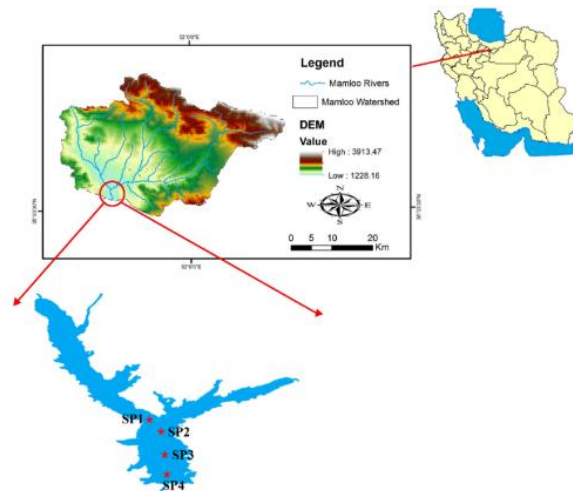 Legend
Mamloo Rivers
Mamloo Watershed
DEM
Value
High : 3913.47
Low : 1228.16
N
W E
S
0 5 10 20
Km
SP1
SP2
SP3
SP4